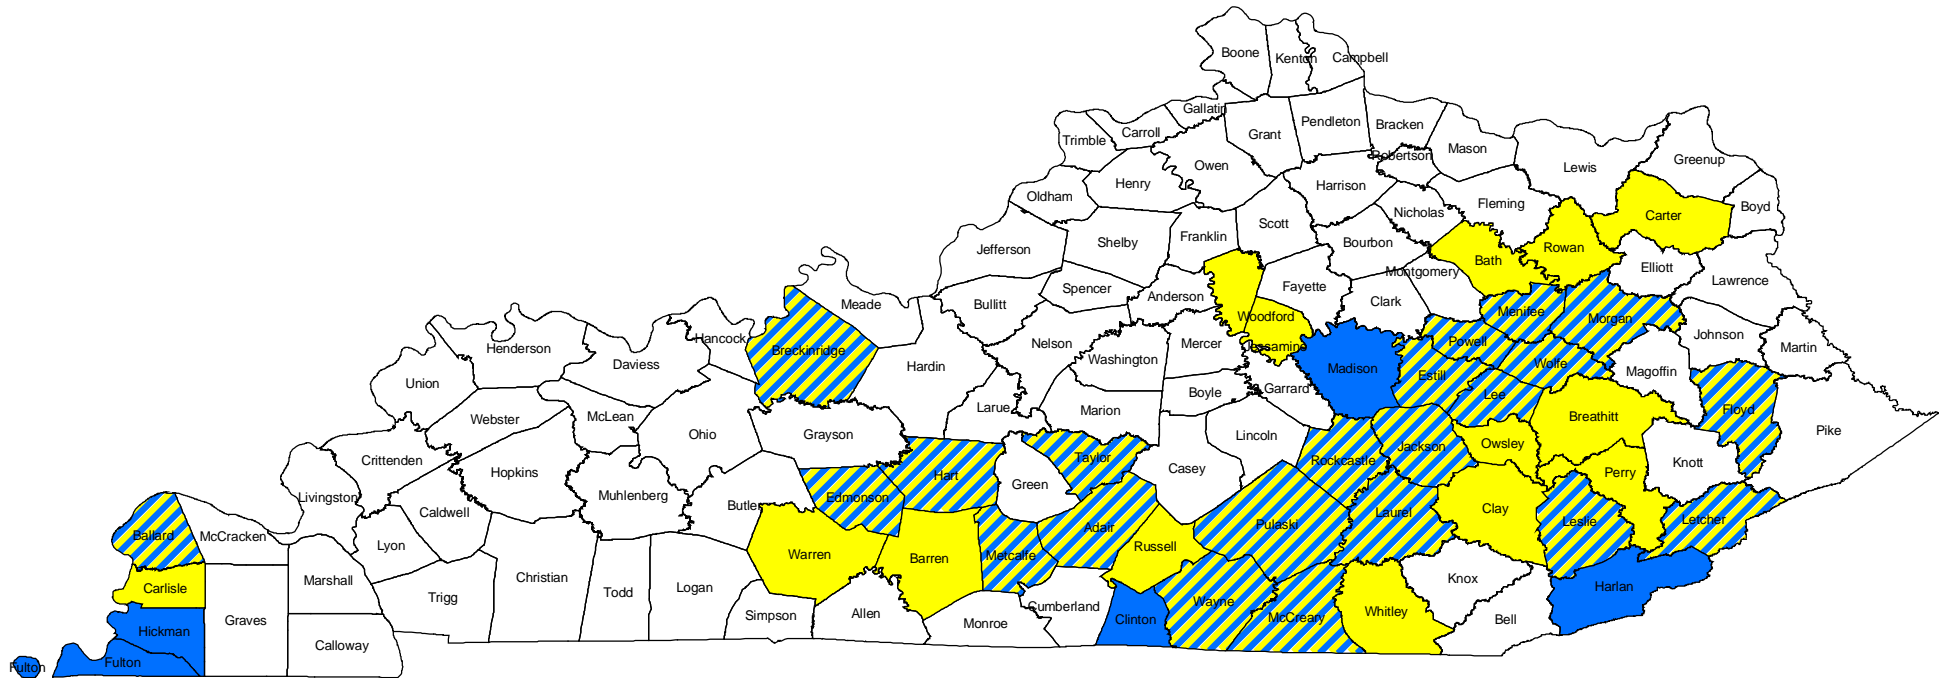 Boone
Kenton
Campbell
Gallatin
Trimble
Carroll
Grant
Pendleton
Bracken
Mason
Robertson
Lewis
Greenup
Owen
Henry
Oldham
Harrison
Nicholas
Fleming
Carter
Boyd
Jefferson
Shelby
Franklin
Scott
Bourbon
Rowan
Bath
Elliott
Lawrence
Montgomery
Meade
Bullitt
Spencer
Anderson
Fayette
Clark
Woodford
Menifee
Morgan
Johnson
Martin
Hancock
Henderson
Daviess
Breckinridge
Hardin
Nelson
Washington
Mercer
Jessamine
Madison
Powell
Estill
Wolfe
Magoffin
Union
Webster
McLean
Ohio
Grayson
Larue
Marion
Boyle
Garrard
Lee
Breathitt
Floyd
Pike
Crittenden
Hopkins
Muhlenberg
Butler
Edmonson
Hart
Green
Taylor
Casey
Lincoln
Rockcastle
Jackson
Owsley
Perry
Knott
Livingston
Caldwell
Lyon
Ballard
McCracken
Warren
Barren
Metcalfe
Adair
Russell
Pulaski
Laurel
Clay
Leslie
Letcher
Carlisle
Marshall
Trigg
Christian
Todd
Logan
Simpson
Allen
Monroe
Cumberland
Clinton
Wayne
McCreary
Whitley
Knox
Bell
Harlan
Hickman
Graves
Calloway
Fulton
Fulton